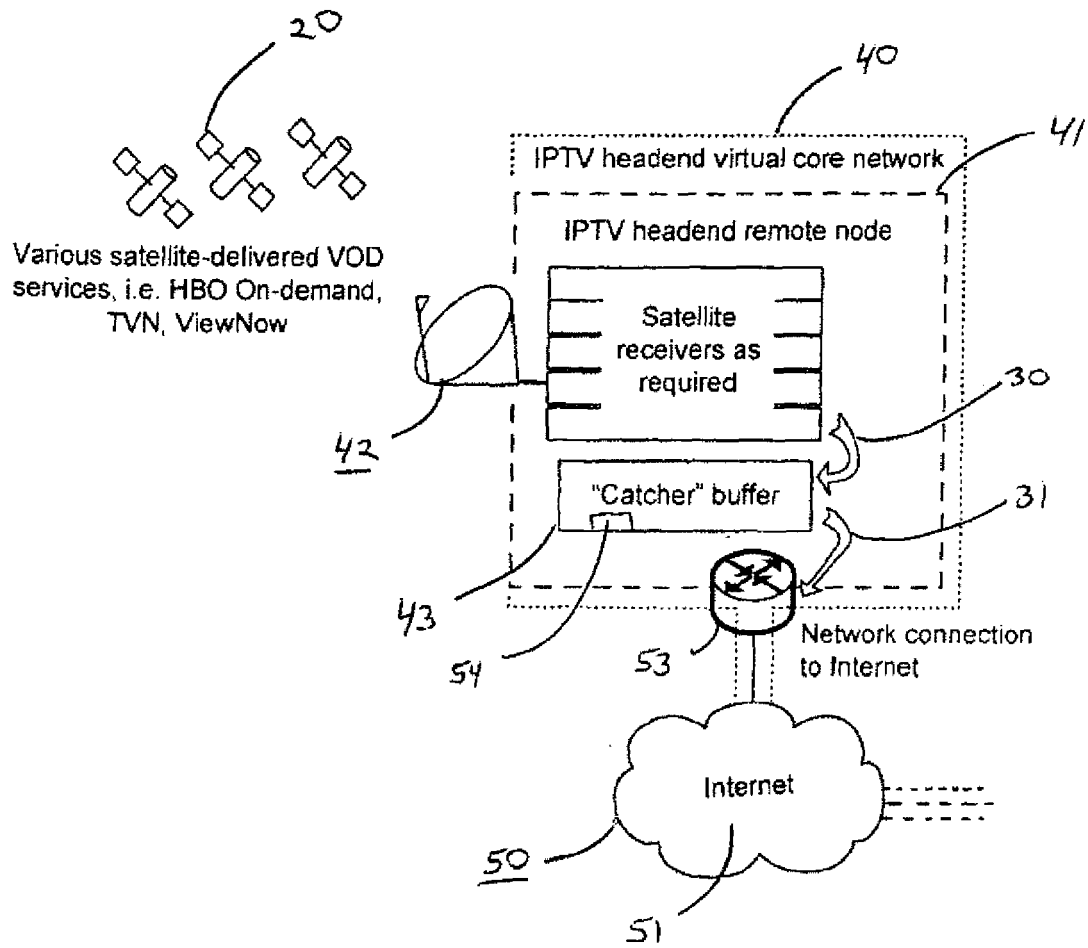 20
40
41
IPTV headend virtual core network
IPTV headend remote node
Various satellite-delivered VOD
services, i.e. HBO On-demand,
TVN, ViewNow
Satellite
receivers as
required
30
42
"Catcher" buffer
31
43
54
53
Network connection
to Internet
Internet
50
51